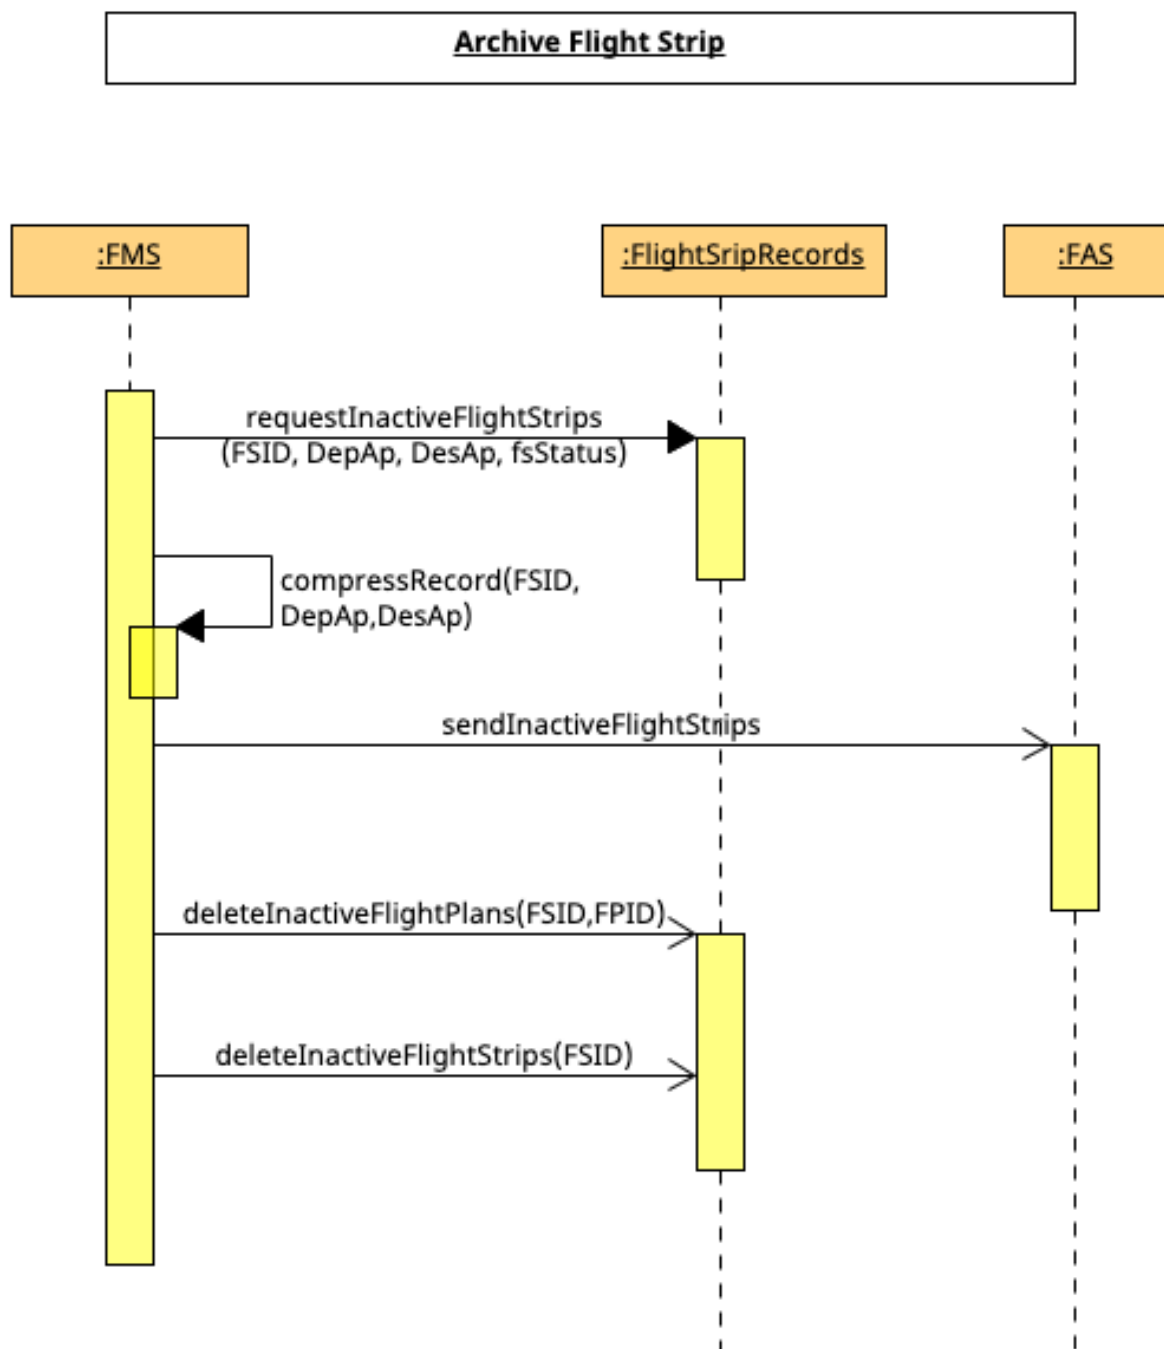 Archive Flight Strip
:FMS
:FlightSripRecords
:FAS
requestInactiveFlightStrips
(FSID, DepAp, DesAp, fsStatus)
compressRecord(FSID,
DepAp,DesAp)
sendInactiveFlightStrips
deleteInactiveFlightPlans(FSID,FPID)
deleteInactiveFlightStrips(FSID)